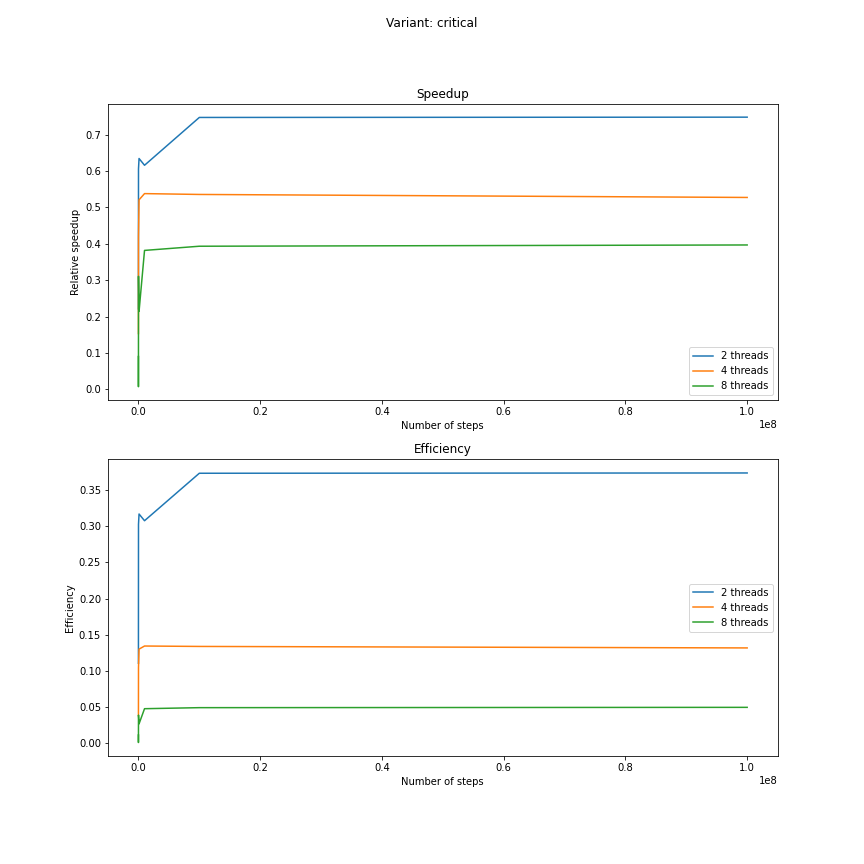 Variant: critical
Speedup
Relative speedup
0.7
0.6
0.5
0.4
0.3
0.2
0.1
0.0
2 threads
4 threads
8 threads
0.0 0.2 0.4 0.6 0.8 1.0
1e8
Number of steps
Efficiency
Efficiency
0.35
0.30
0.25
0.20
0.15
0.10
0.05
0.00
2 threads
4 threads
8 threads
0.0 0.2 0.4 0.6 0.8 1.0
1e8
Number of steps